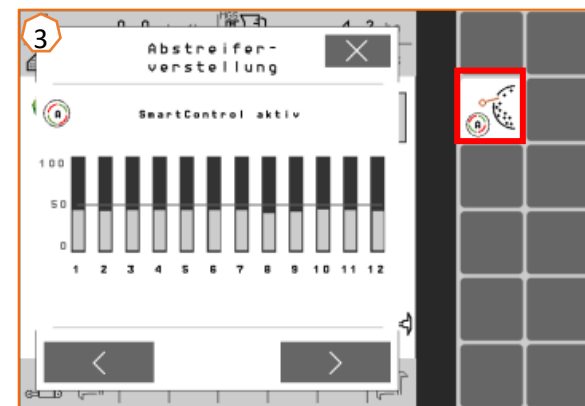 3
Abstreifer-
verstellung
A
SmartControl aktiv
100
50
0
1 2 3 4 5 6 7 8 9 10 11 12
A